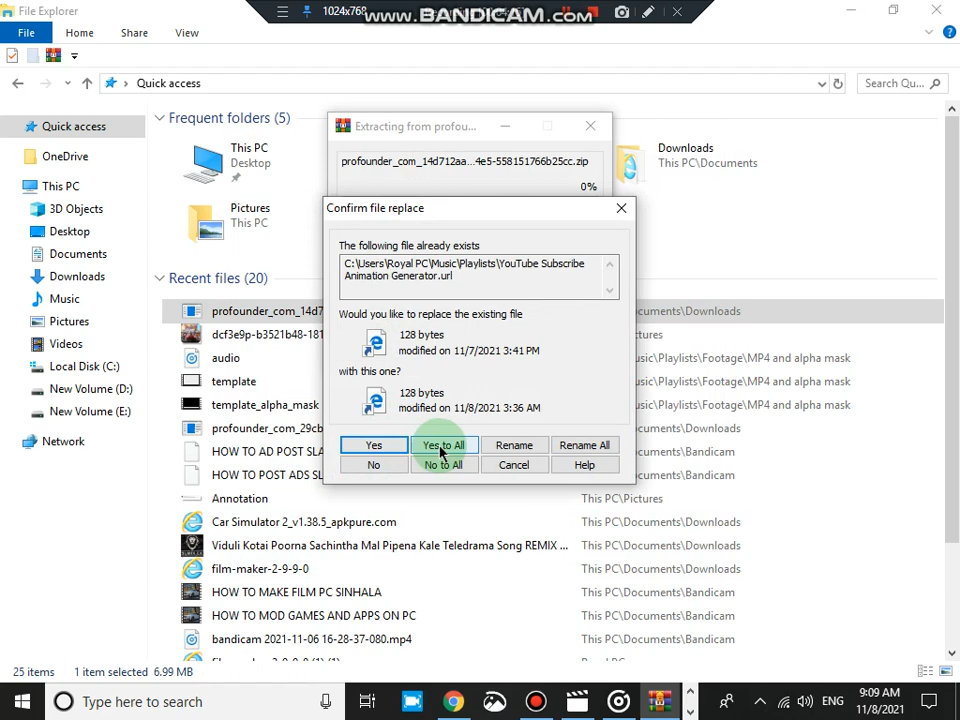 File Explorer
1024x768
www.BANDICAM.com
File
Home
Share
View
Quick access
Search Qu...
Quick access
OneDrive
This PC
3D Objects
Desktop
Documents
Downloads
Music
Pictures
Videos
Local Disk (C:)
New Volume (D:)
New Volume (E:)
Network
Frequent folders (5)
This PC
Desktop
Downloads
This PC\Documents
Pictures
This PC
Recent files (20)
profounder_com_14d7
dcf3e9p-b3521b48-181
audio
usic\Playlists\Footage\MP4 and alpha mask
template
usic\Playlists\Footage\MP4 and alpha mask
template_alpha_mask
usic\Playlists\Footage\MP4 and alpha mask
profounder_com_29cb
HOW TO AD POST SLA
HOW TO POST ADS SL
Annotation
This PC\Pictures
Car Simulator 2_v1.38.5_apkpure.com
This PC\Documents\Downloads
Viduli Kotai Poorna Sachintha Mal Pipena Kale Teledrama Song REMIX ...
This PC\Documents\Bandicam
film-maker-2-9-9-0
This PC\Documents\Downloads
HOW TO MAKE FILM PC SINHALA
This PC\Documents\Bandicam
HOW TO MOD GAMES AND APPS ON PC
This PC\Documents\Bandicam
bandicam 2021-11-06 16-28-37-080.mp4
This PC\Documents\Bandicam
Extracting from profou...
profounder_com_14d712aa...4e5-558151766b25cc.zip
0%
Confirm file replace
The following file already exists
C:\Users\Royal PC\Music\Playlists\YouTube Subscribe
Animation Generator.url
Would you like to replace the existing file
128 bytes
modified on 11/7/2021 3:41 PM
with this one?
128 bytes
modified on 11/8/2021 3:36 AM
Yes
Yes to All
Rename
Rename All
No
No to All
Cancel
Help
25 items
1 item selected 6.99 MB
Type here to search
ENG
9:09 AM
11/8/2021